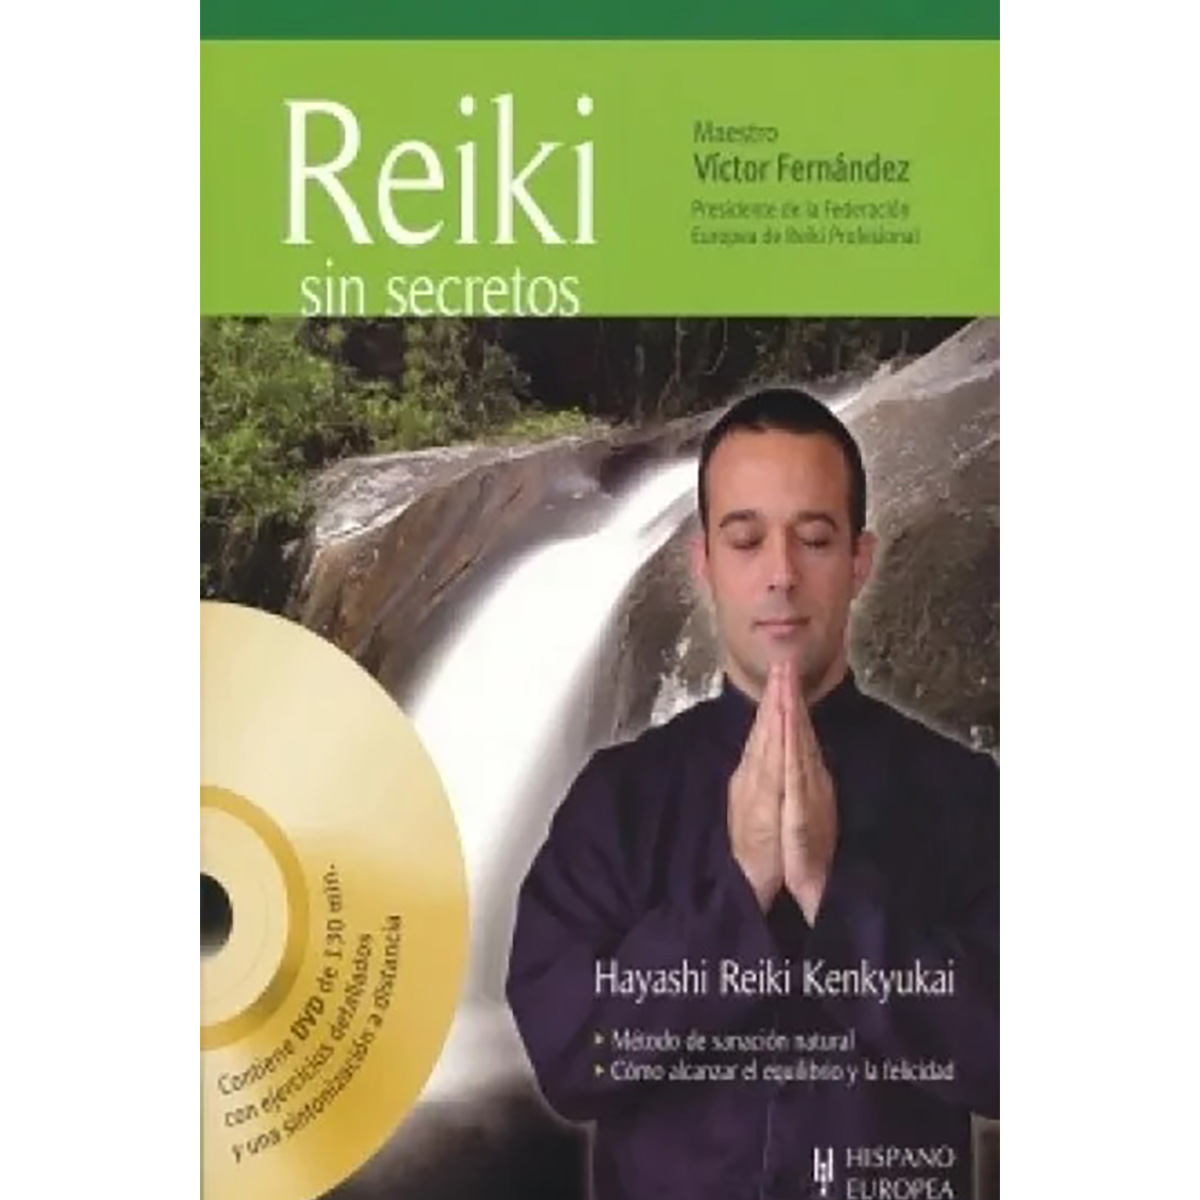 Reiki
sin secretos
Maestro
Víctor Fernández
Presidente de la Federación
Europea de Reiki Profesional
Contiene DVD de 130 min.
con ejercicios detallados
y una sintonización a distancia
Hayashi Reiki Kenkyukai
Método de sanación natural
Cómo alcanzar el equilibrio y la felicidad
HISPANO
EUROPEA